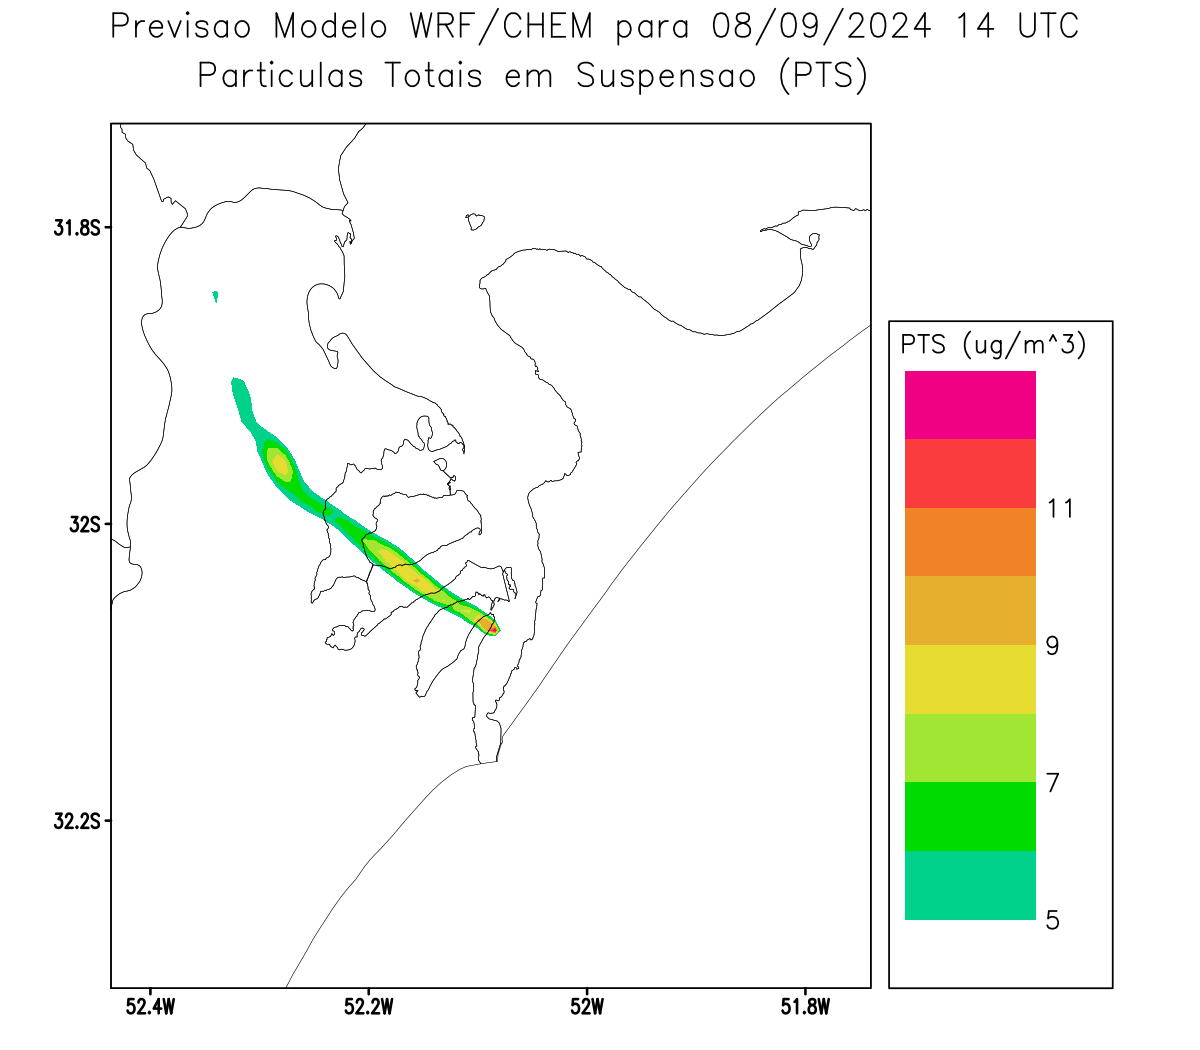 Previsao Modelo WRF/CHEM para 08/09/2024 14 UTC
Particulas Totais em Suspensao (PTS)
31.8S
32S
32.2S
52.4W
52.2W
52W
51.8W
PTS (ug/m^3)
11
9
7
5